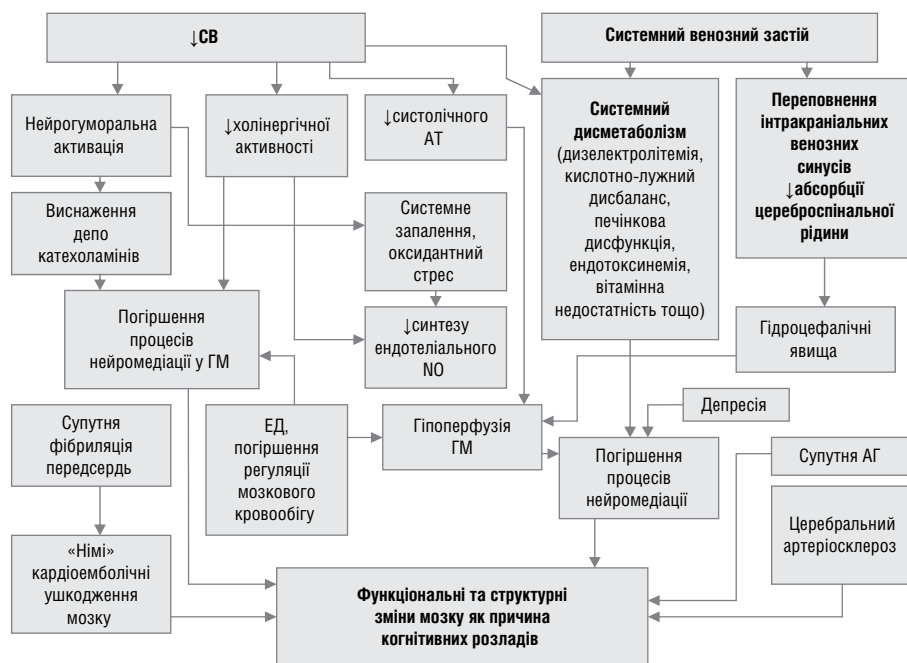 ↓СВ
Системний венозний застій
Нейрогуморальна
активація
↓холінергічної
активності
↓систолічного
АТ
Системний
дисметаболізм
(дизелектролітемія,
кислотно-лужний
дисбаланс,
печінкова
дисфункція,
ендотоксинемія,
вітамінна
недостатність тощо)
Переповнення
інтракраніальних
венозних
синусів
↓абсорбції
цереброспінальної
рідини
Виснаження
депо
катехоламінів
Системне
запалення,
оксидантний
стрес
Погіршення
процесів
нейромедіації у ГМ
↓синтезу
ендотеліального
NO
Гідроцефалічні
явища
Супутня
фібриляція
передсердь
ЕД,
погіршення
регуляції
мозкового
кровообігу
Гіпоперфузія
ГМ
Депресія
Погіршення
процесів
нейромедіації
Супутня АГ
Церебральний
артеріосклероз
«Німі»
кардіоемболічні
ушкодження
мозку
Функціональні та структурні
зміни мозку як причина
когнітивних розладів